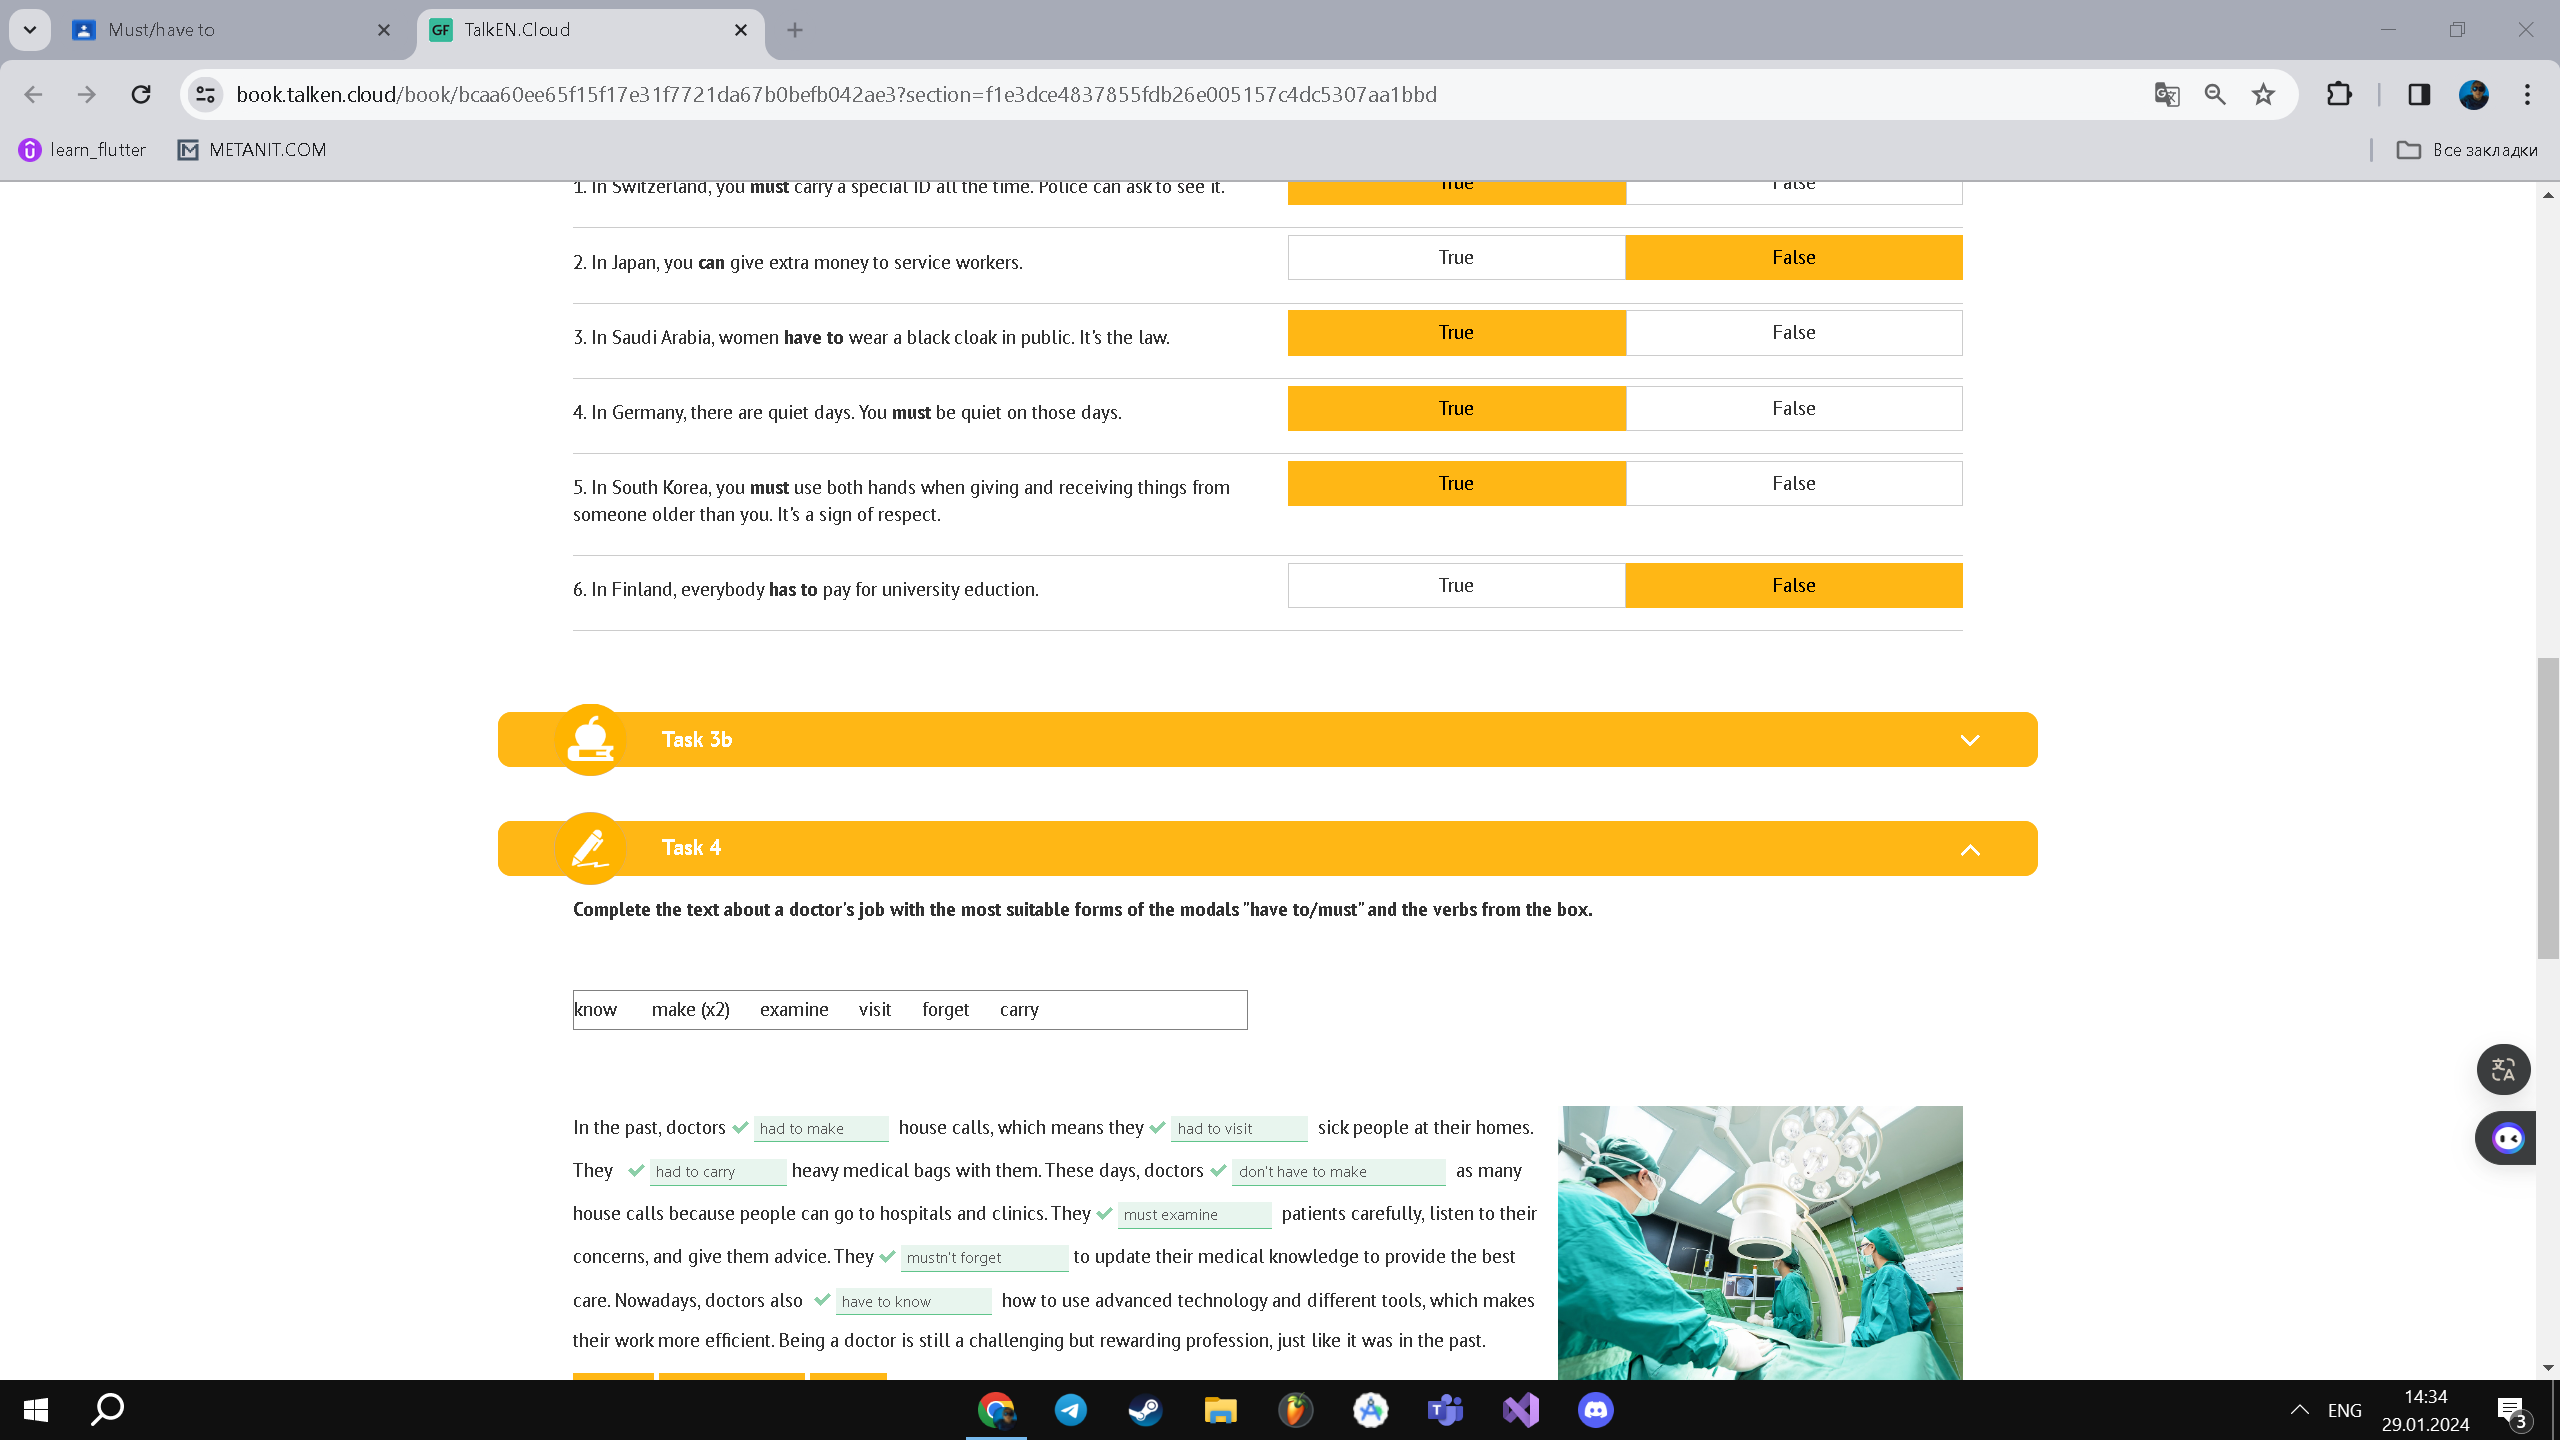 Must/have to
GF TalkEN.Cloud
book.talken.cloud/book/bcaa60ee65f15f17e31f7721da67b0befb042ae3?section=f1e3dce4837855fdb26e005157c4dc5307aa1bbd
learn_flutter METANIT.COM Все закладки
1. In Switzerland, you must carry a special ID all the time. Police can ask to see it. True False
2. In Japan, you can give extra money to service workers. True False
3. In Saudi Arabia, women have to wear a black cloak in public. It's the law. True False
4. In Germany, there are quiet days. You must be quiet on those days. True False
5. In South Korea, you must use both hands when giving and receiving things from True False
someone older than you. It's a sign of respect.
6. In Finland, everybody has to pay for university eduction. True False
Task 3b
Task 4
Complete the text about a doctor's job with the most suitable forms of the modals "have to/must" and the verbs from the box.
know make (x2) examine visit forget carry
In the past, doctors had to make house calls, which means they had to visit sick people at their homes.
They had to carry heavy medical bags with them. These days, doctors don't have to make as many
house calls because people can go to hospitals and clinics. They must examine patients carefully, listen to their
concerns, and give them advice. They mustn't forget to update their medical knowledge to provide the best
care. Nowadays, doctors also have to know how to use advanced technology and different tools, which makes
their work more efficient. Being a doctor is still a challenging but rewarding profession, just like it was in the past.
ENG
14:34
29.01.2024
3